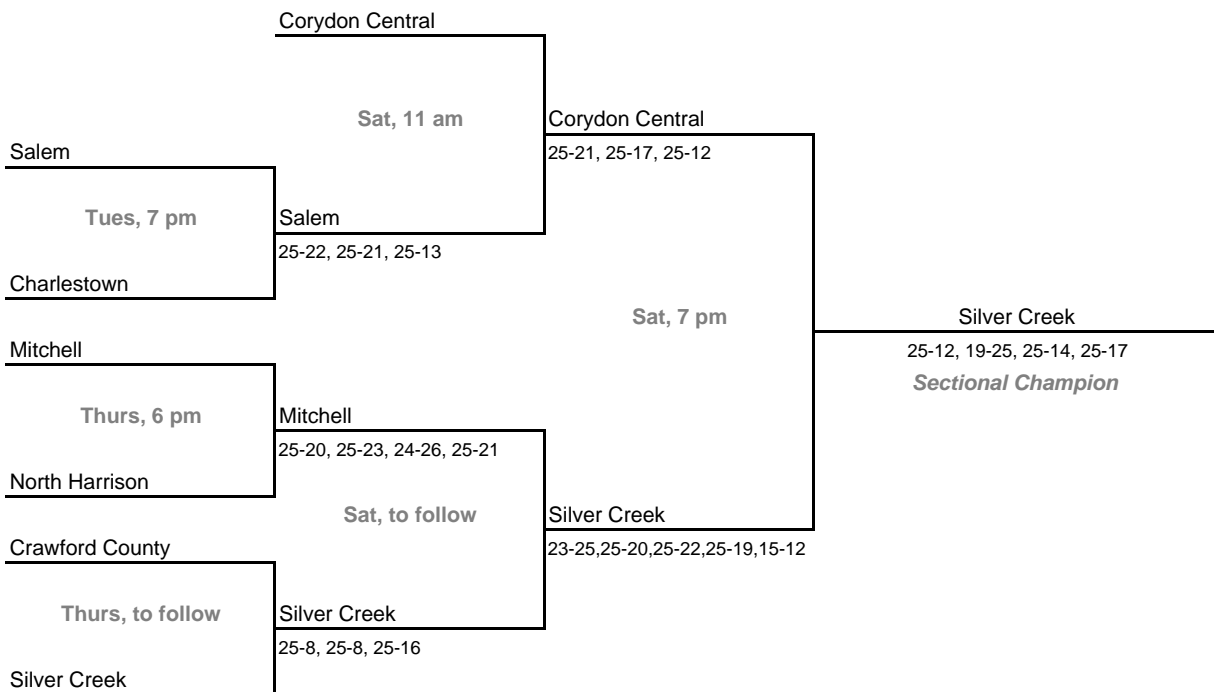 Corydon Central
Sat, 11 am
Corydon Central
Salem
25-21, 25-17, 25-12
Tues, 7 pm
Salem
25-22, 25-21, 25-13
Charlestown
Sat, 7 pm
Silver Creek
Mitchell
25-12, 19-25, 25-14, 25-17
Sectional Champion
Thurs, 6 pm
Mitchell
25-20, 25-23, 24-26, 25-21
North Harrison
Sat, to follow
Silver Creek
Crawford County
23-25,25-20,25-22,25-19,15-12
Thurs, to follow
Silver Creek
25-8, 25-8, 25-16
Silver Creek